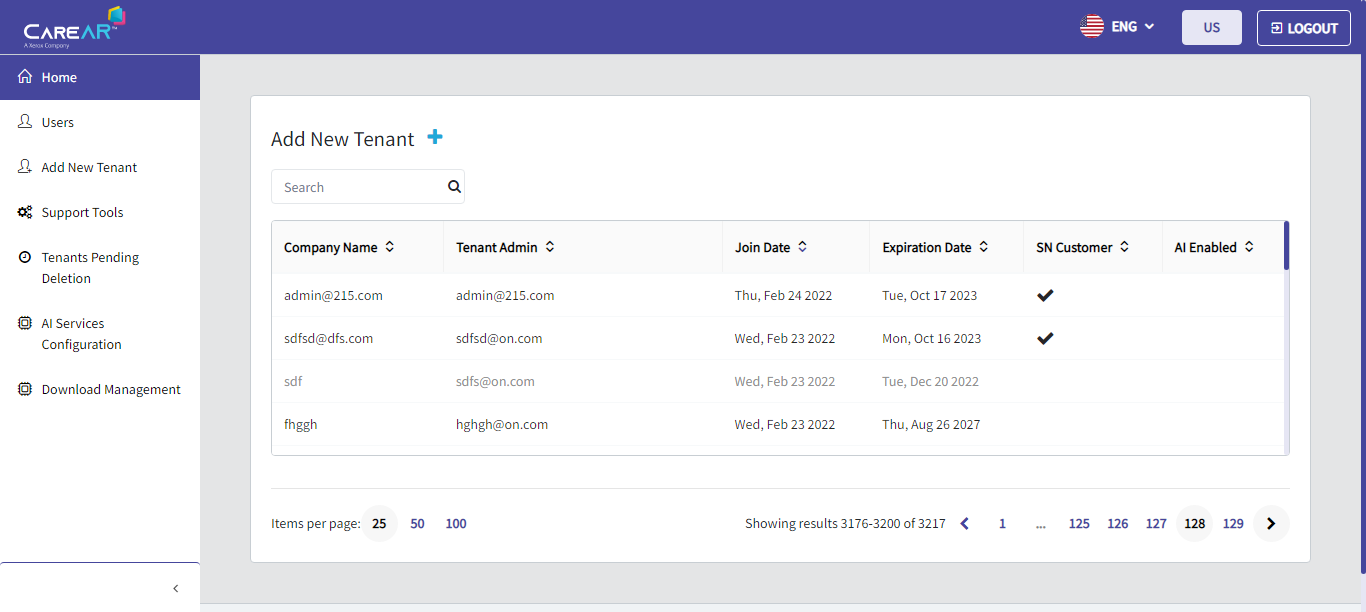 CAREAR™
A Xerox Company
ENG
US
LOGOUT
Home
Users
Add New Tenant
Support Tools
Tenants Pending
Deletion
AI Services
Configuration
Download Management
Add New Tenant
Search
Company Name Tenant Admin Join Date Expiration Date SN Customer AI Enabled
admin@215.com admin@215.com Thu, Feb 24 2022 Tue, Oct 17 2023
sdfsd@dfs.com sdfsd@on.com Wed, Feb 23 2022 Mon, Oct 16 2023
sdf sdfs@on.com Wed, Feb 23 2022 Tue, Dec 20 2022
fhggh hghgh@on.com Wed, Feb 23 2022 Thu, Aug 26 2027
Items per page: 25 50 100 Showing results 3176-3200 of 3217 1 ... 125 126 127 128 129